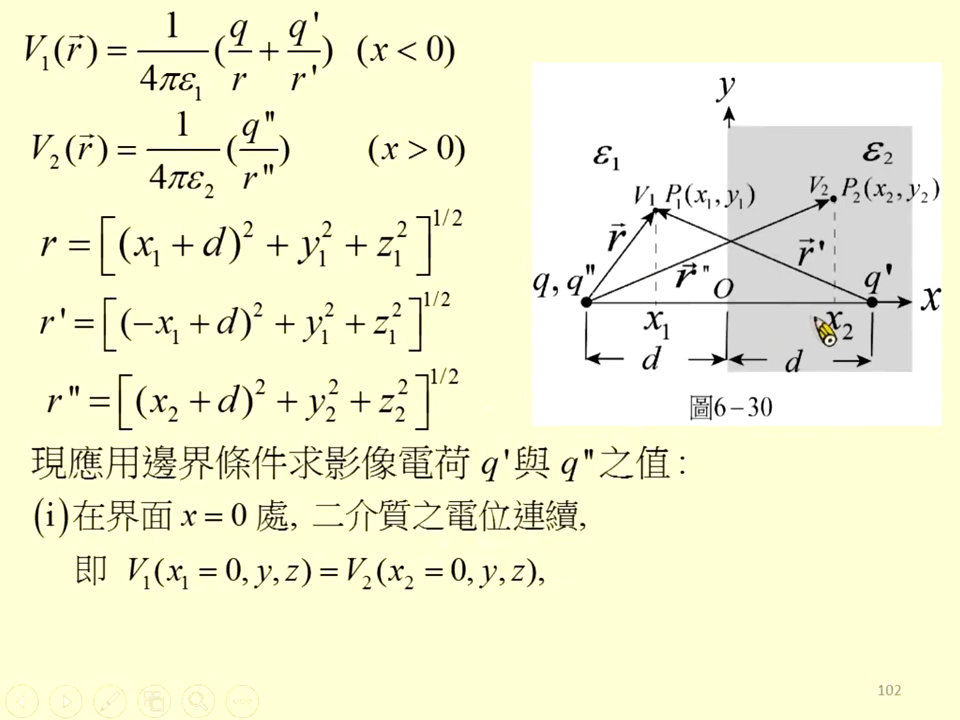 V₁(r⃗) = 1/4πε₁ (q/r + q'/r') (x < 0)
V₂(r⃗) = 1/4πε₂ (q''/r'') (x > 0)
r = [(x₁ + d)² + y₁² + z₁²]^1/2
r' = [(−x₁ + d)² + y₁² + z₁²]^1/2
r'' = [(x₂ + d)² + y₂² + z₂²]^1/2
y
ε₁
ε₂
V₁ P₁(x₁, y₁)
V₂ P₂(x₂, y₂)
r⃗
r⃗''
r⃗'
q, q''
O
q'
x
x₁
x₂
d
d
圖6−30
現應用邊界條件求影像電荷 q'與 q''之值:
(i)在界面 x = 0 處, 二介質之電位連續,
即 V₁(x₁ = 0, y, z) = V₂(x₂ = 0, y, z),
102